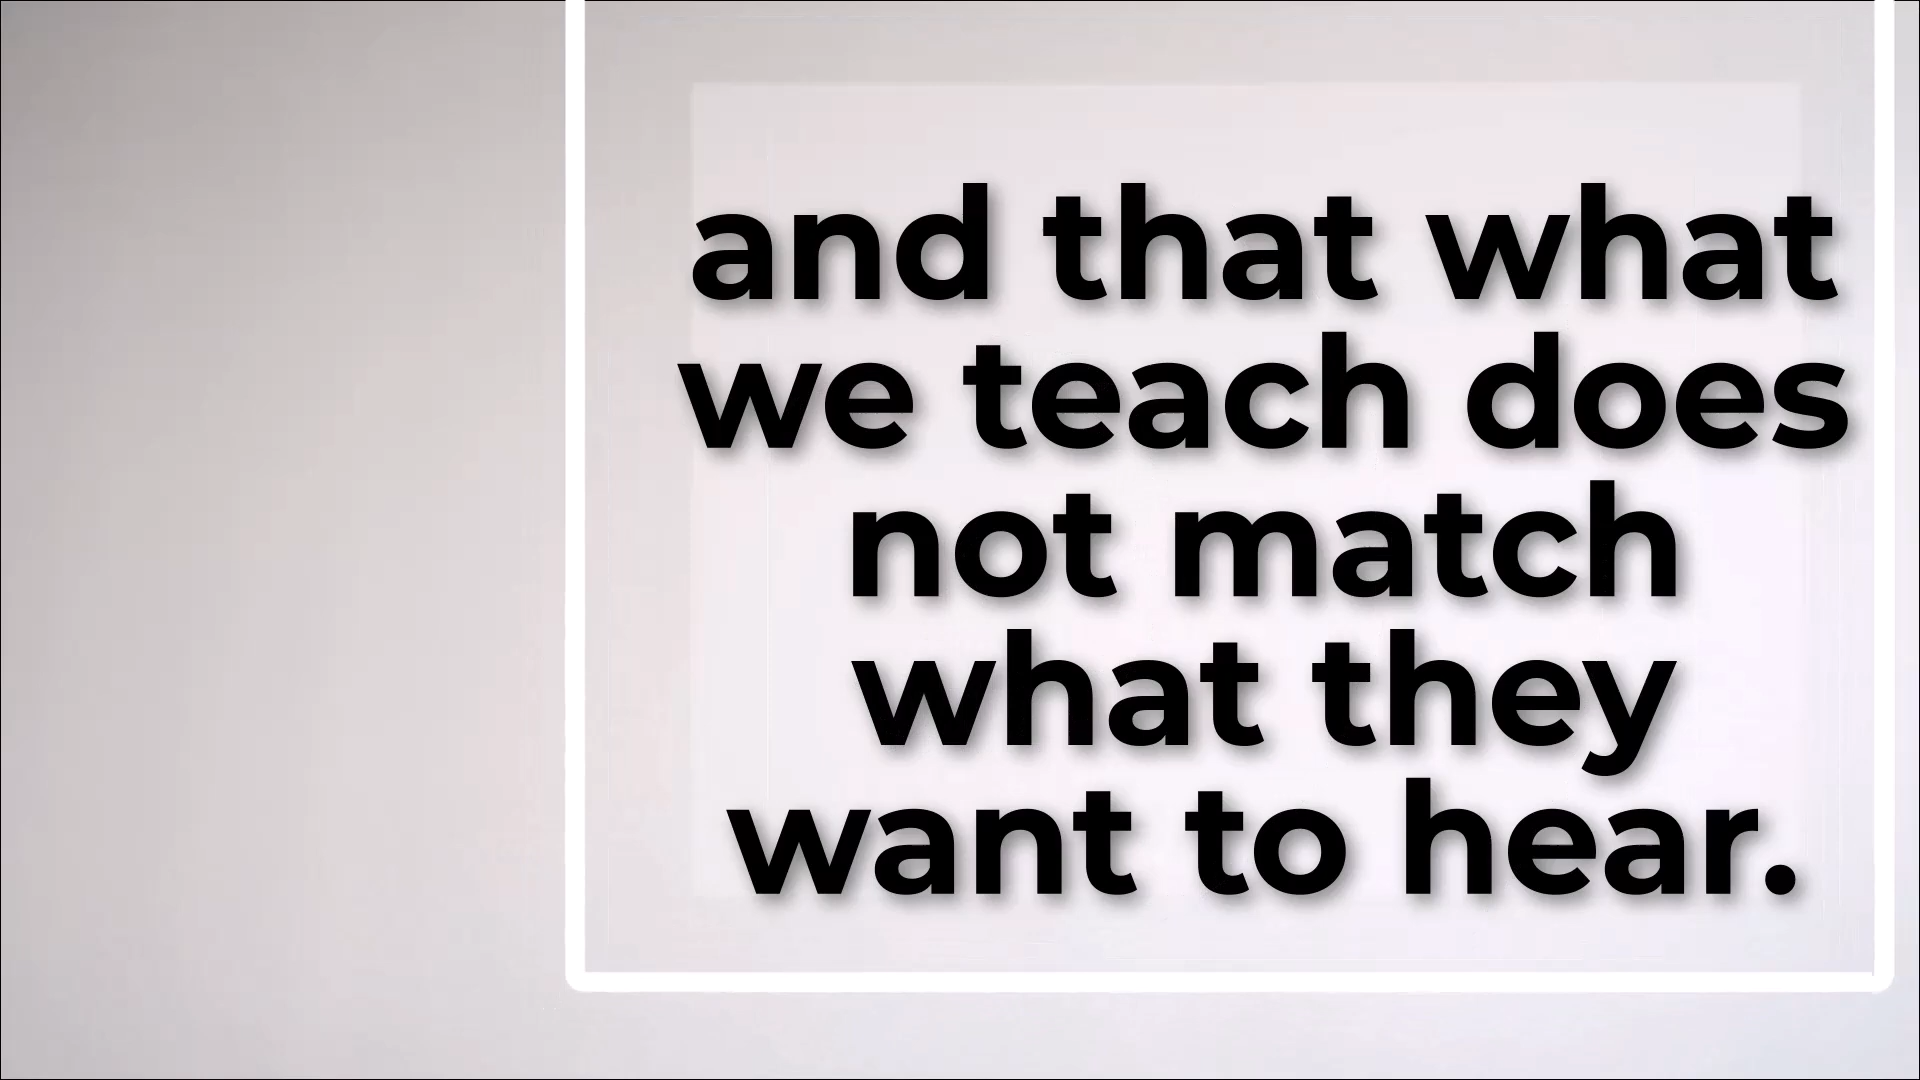 and that what
we teach does
not match
what they
want to hear.